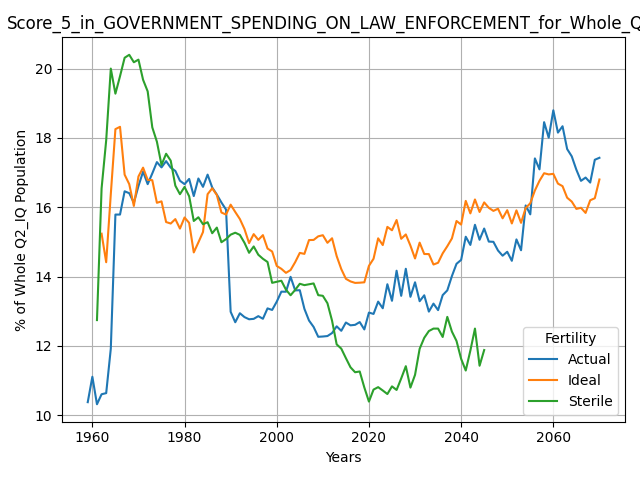 Score_5_in_GOVERNMENT_SPENDING_ON_LAW_ENFORCEMENT_for_Whole_Q
% of Whole Q2_IQ Population
20
18
16
14
12
10
1960
1980
2000
2020
2040
2060
Years
Fertility
Actual
Ideal
Sterile